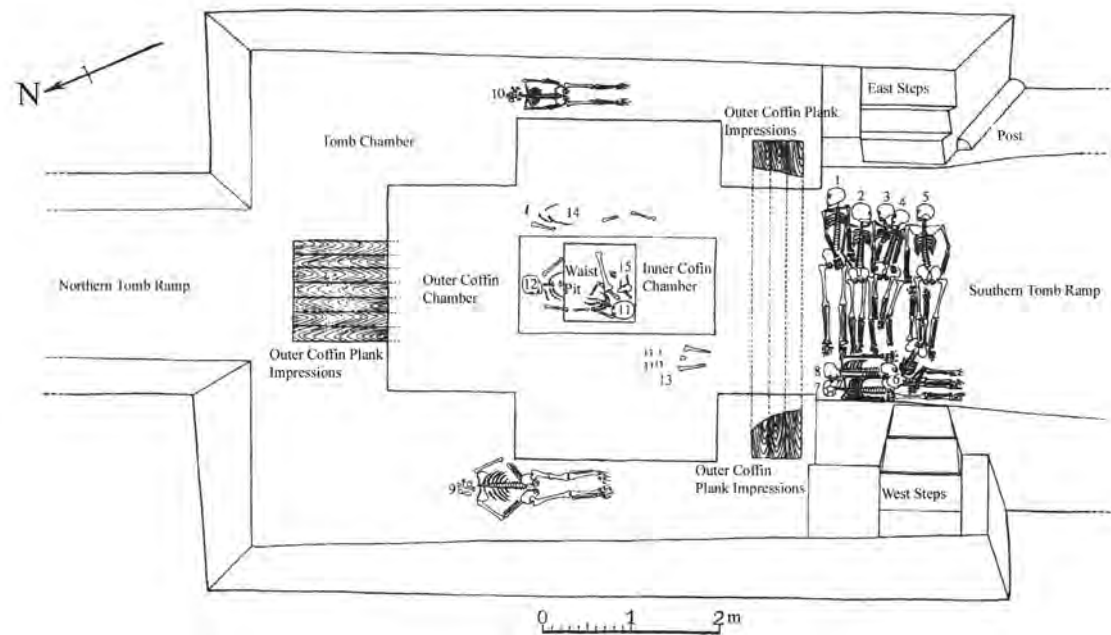 N
10
East Steps
Outer Coffin Plank
Impressions
Post
Tomb Chamber
1
2
3
4
5
14
Northern Tomb Ramp
Outer Coffin
Chamber
12
Waist
Pit
15
11
Inner Cofin
Chamber
Southern Tomb Ramp
Outer Coffin Plank
Impressions
13
8
7
9
Outer Coffin
Plank Impressions
West Steps
0 1 2 m